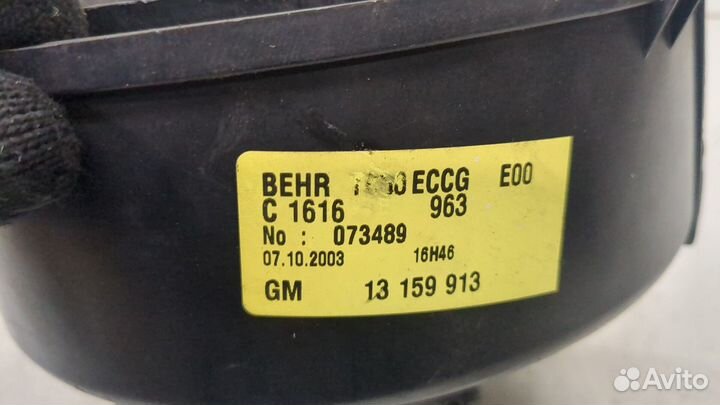 BEHR ECCG E00
C 1616 963
No : 073489
07.10.2003 16H46
GM 13 159 913
Avito